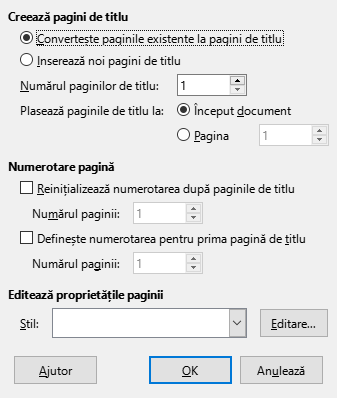 Creează pagini de titlu
Convertește paginile existente la pagini de titlu
Inserează noi pagini de titlu
Numărul paginilor de titlu: 1
Plasează paginile de titlu la: Început document
Pagina 1
Numerotare pagină
Reinițializează numerotarea după paginile de titlu
Numărul paginii: 1
Definește numerotarea pentru prima pagină de titlu
Numărul paginii: 1
Editează proprietățile paginii
Stil: Editare...
Ajutor OK Anulează